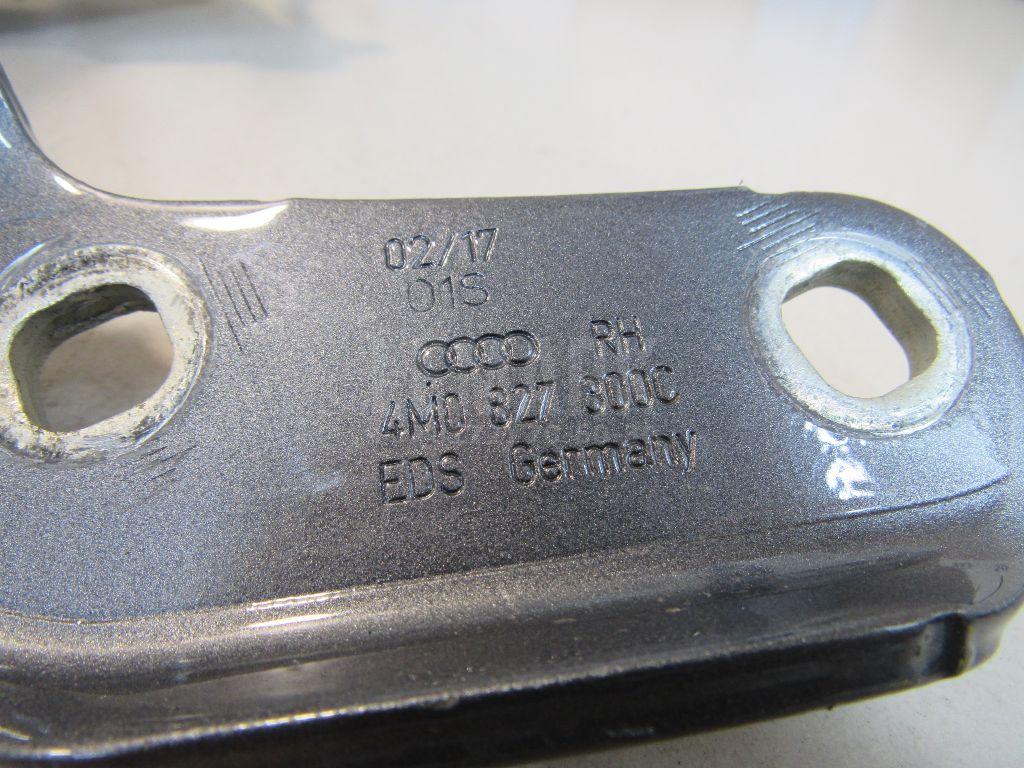 02/17
01S
RH
4M0 827 300C
EDS Germany